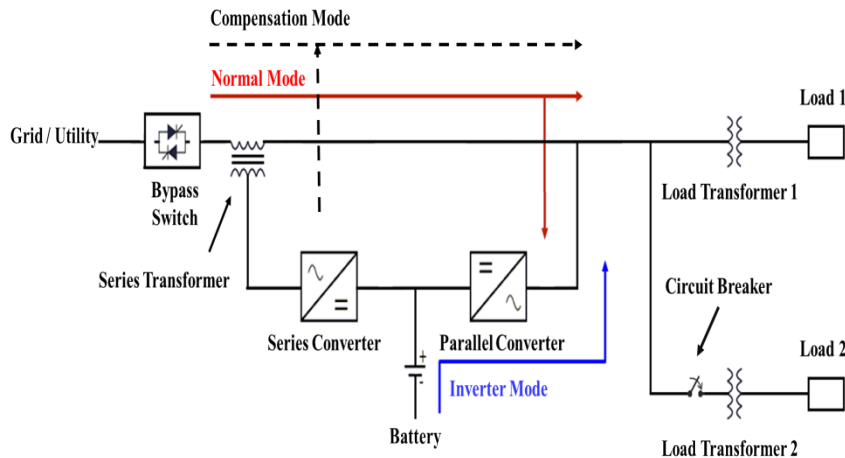 Compensation Mode
Normal Mode
Load 1
Grid / Utility
Bypass
Switch
Load Transformer 1
Series Transformer
Circuit Breaker
Series Converter
Parallel Converter
Load 2
+
-
Inverter Mode
Battery
Load Transformer 2